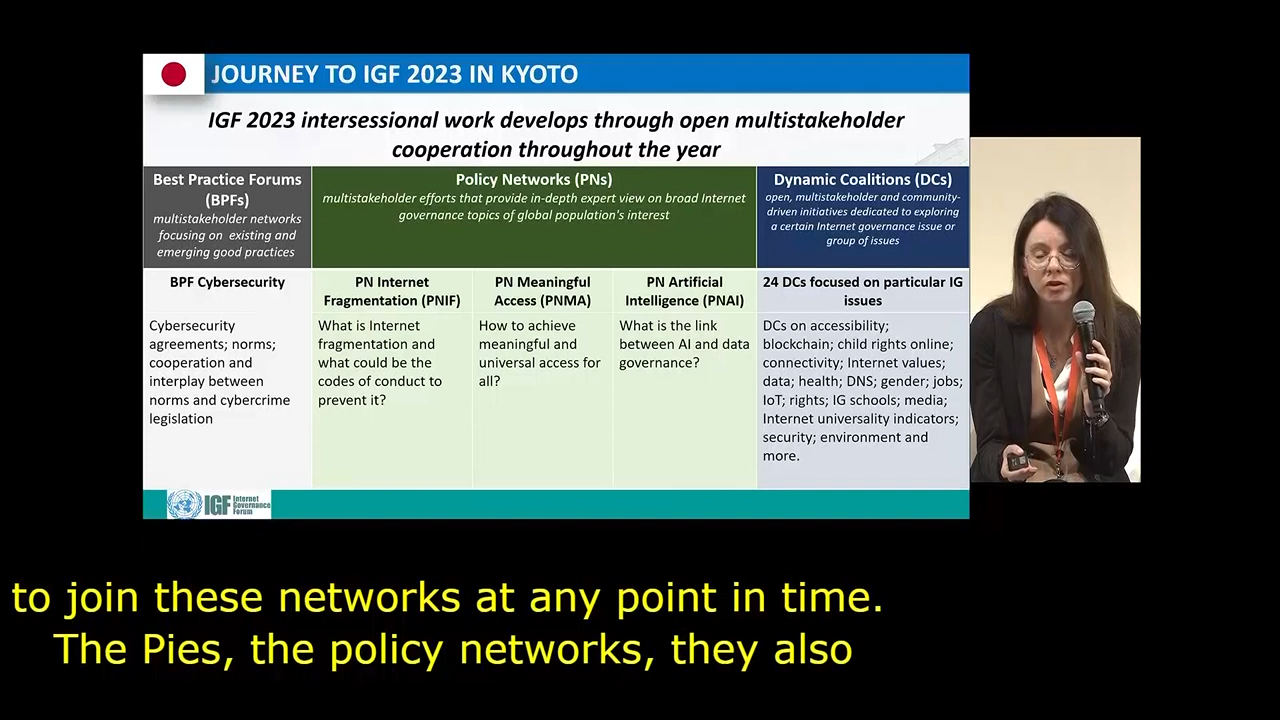 JOURNEY TO IGF 2023 IN KYOTO
IGF 2023 intersessional work develops through open multistakeholder
cooperation throughout the year
Best Practice Forums
(BPFs)
multistakeholder networks
focusing on existing and
emerging good practices
Policy Networks (PNs)
multistakeholder efforts that provide in-depth expert view on broad Internet
governance topics of global population's interest
Dynamic Coalitions (DCs)
open, multistakeholder and community-
driven initiatives dedicated to exploring
a certain Internet governance issue or
group of issues
BPF Cybersecurity
PN Internet
Fragmentation (PNIF)
PN Meaningful
Access (PNMA)
PN Artificial
Intelligence (PNAI)
24 DCs focused on particular IG
issues
Cybersecurity
agreements; norms;
cooperation and
interplay between
norms and cybercrime
legislation
What is Internet
fragmentation and
what could be the
codes of conduct to
prevent it?
How to achieve
meaningful and
universal access for
all?
What is the link
between AI and data
governance?
DCs on accessibility;
blockchain; child rights online;
connectivity; Internet values;
data; health; DNS; gender; jobs;
IoT; rights; IG schools; media;
Internet universality indicators;
security; environment and
more.
IGF
Internet
Governance
Forum
to join these networks at any point in time.
The Pies, the policy networks, they also